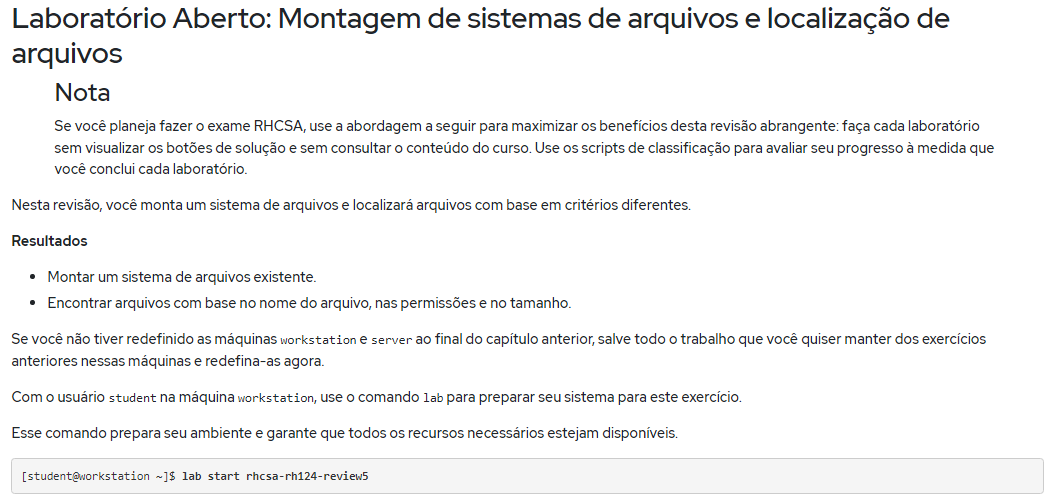 Laboratório Aberto: Montagem de sistemas de arquivos e localização de
arquivos
Nota
Se você planeja fazer o exame RHCSA, use a abordagem a seguir para maximizar os benefícios desta revisão abrangente: faça cada laboratório
sem visualizar os botões de solução e sem consultar o conteúdo do curso. Use os scripts de classificação para avaliar seu progresso à medida que
você conclui cada laboratório.
Nesta revisão, você monta um sistema de arquivos e localizará arquivos com base em critérios diferentes.
Resultados
• Montar um sistema de arquivos existente.
• Encontrar arquivos com base no nome do arquivo, nas permissões e no tamanho.
Se você não tiver redefinido as máquinas workstation e server ao final do capítulo anterior, salve todo o trabalho que você quiser manter dos exercícios
anteriores nessas máquinas e redefina-as agora.
Com o usuário student na máquina workstation, use o comando lab para preparar seu sistema para este exercício.
Esse comando prepara seu ambiente e garante que todos os recursos necessários estejam disponíveis.
[student@workstation ~]$ lab start rhcsa-rh124-review5